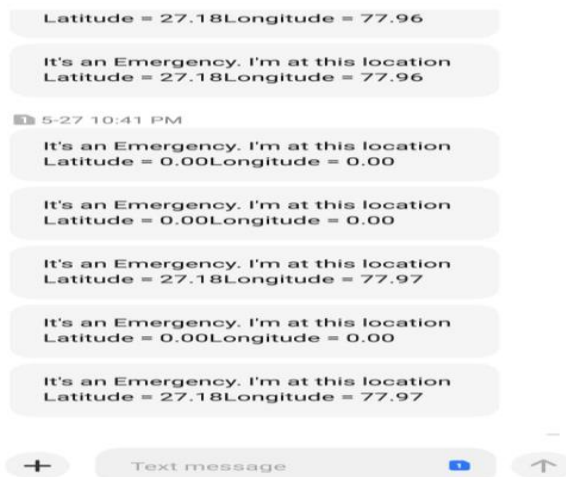 Latitude = 27.18Longitude = 77.96
It's an Emergency. I'm at this location
Latitude = 27.18Longitude = 77.96
1 5-27 10:41 PM
It's an Emergency. I'm at this location
Latitude = 0.00Longitude = 0.00
It's an Emergency. I'm at this location
Latitude = 0.00Longitude = 0.00
It's an Emergency. I'm at this location
Latitude = 27.18Longitude = 77.97
It's an Emergency. I'm at this location
Latitude = 0.00Longitude = 0.00
It's an Emergency. I'm at this location
Latitude = 27.18Longitude = 77.97
Text message 1